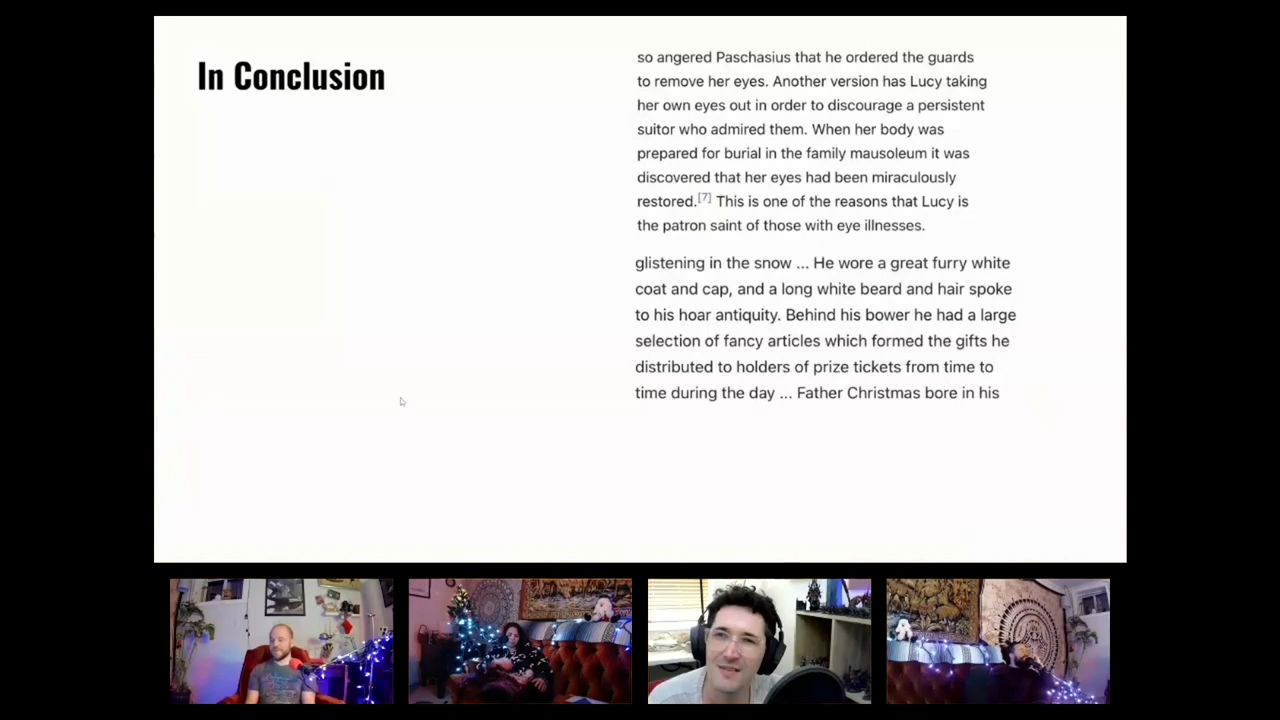 In Conclusion
so angered Paschasius that he ordered the guards
to remove her eyes. Another version has Lucy taking
her own eyes out in order to discourage a persistent
suitor who admired them. When her body was
prepared for burial in the family mausoleum it was
discovered that her eyes had been miraculously
restored.[7] This is one of the reasons that Lucy is
the patron saint of those with eye illnesses.
glistening in the snow ... He wore a great furry white
coat and cap, and a long white beard and hair spoke
to his hoar antiquity. Behind his bower he had a large
selection of fancy articles which formed the gifts he
distributed to holders of prize tickets from time to
time during the day ... Father Christmas bore in his